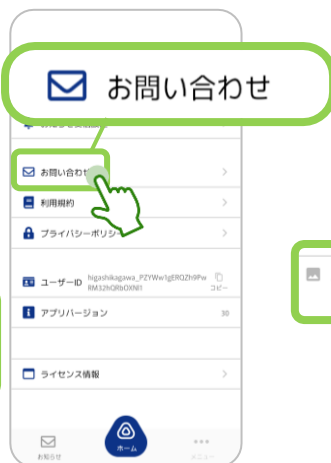 お問い合わせ
お問い合わせ
利用規約
プライバシーポリシー
ユーザーID higashikagawa_PZYWw1gERQZh9Pw
RM32hQRbOXNl1 コピー
アプリバージョン 30
ライセンス情報
お知らせ ホーム メニュー